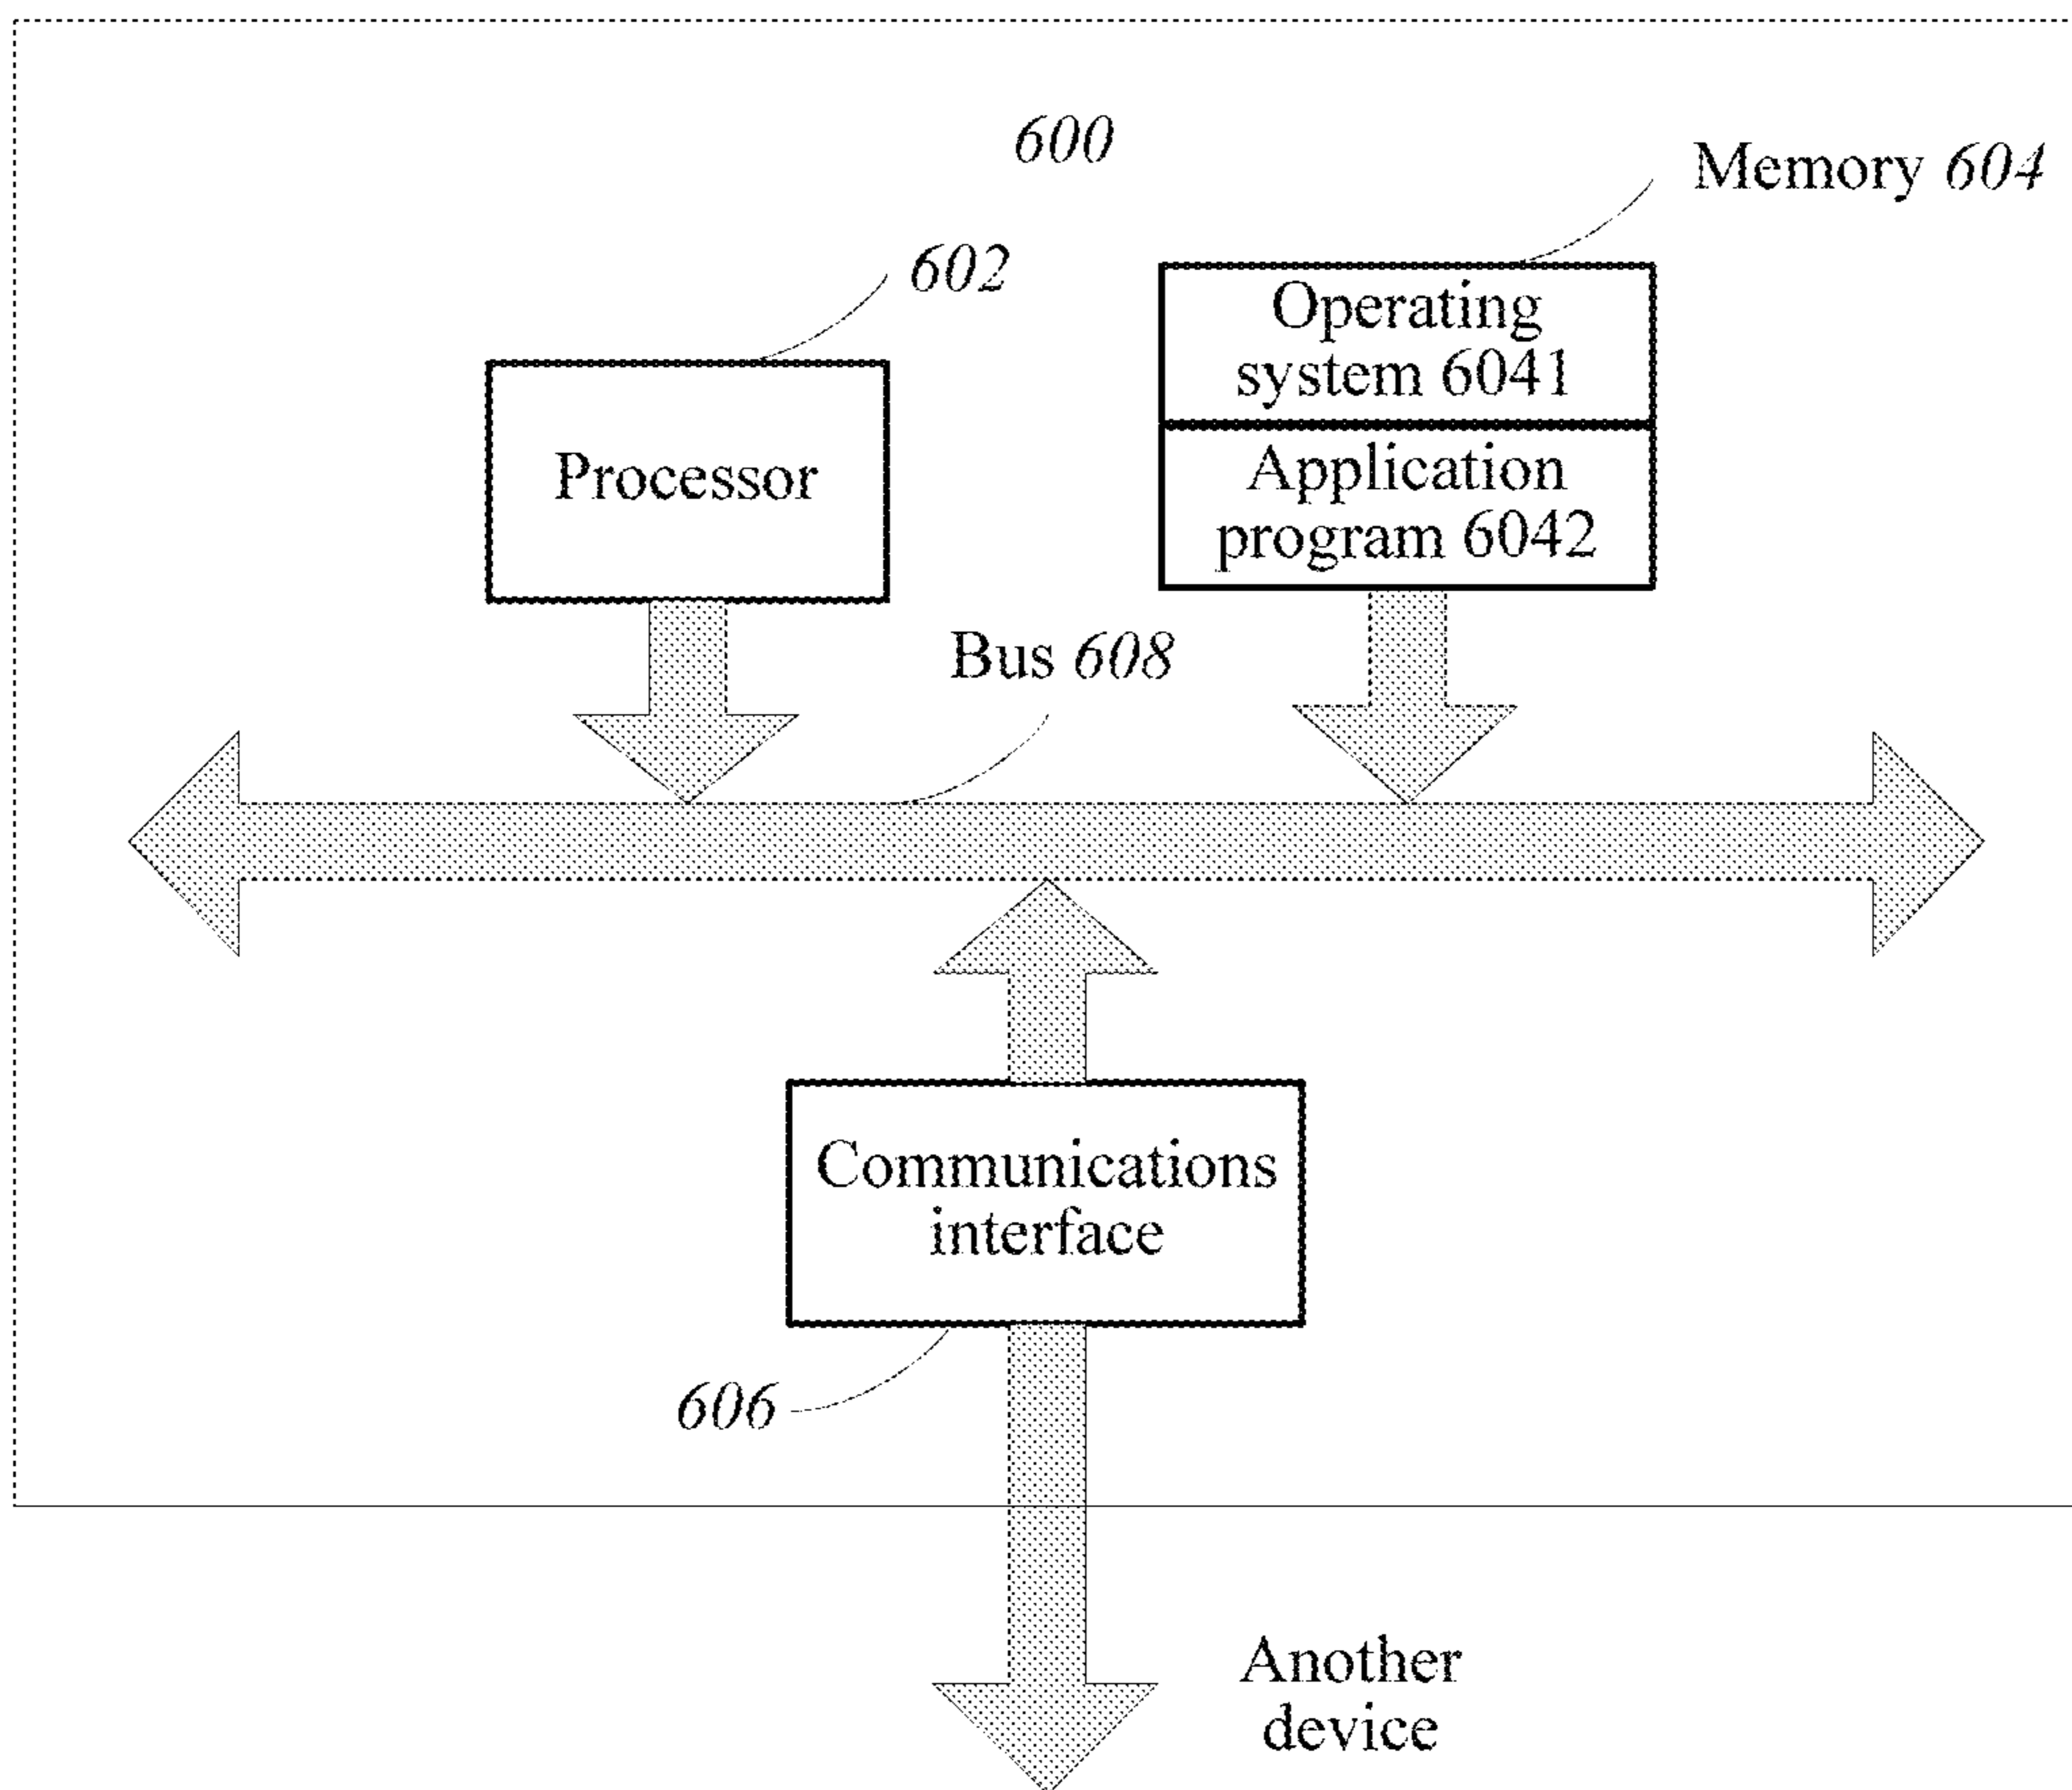 600
Memory 604
602
Operating
system 6041
Application
program 6042
Processor
Bus 608
Communications
interface
606
Another
device